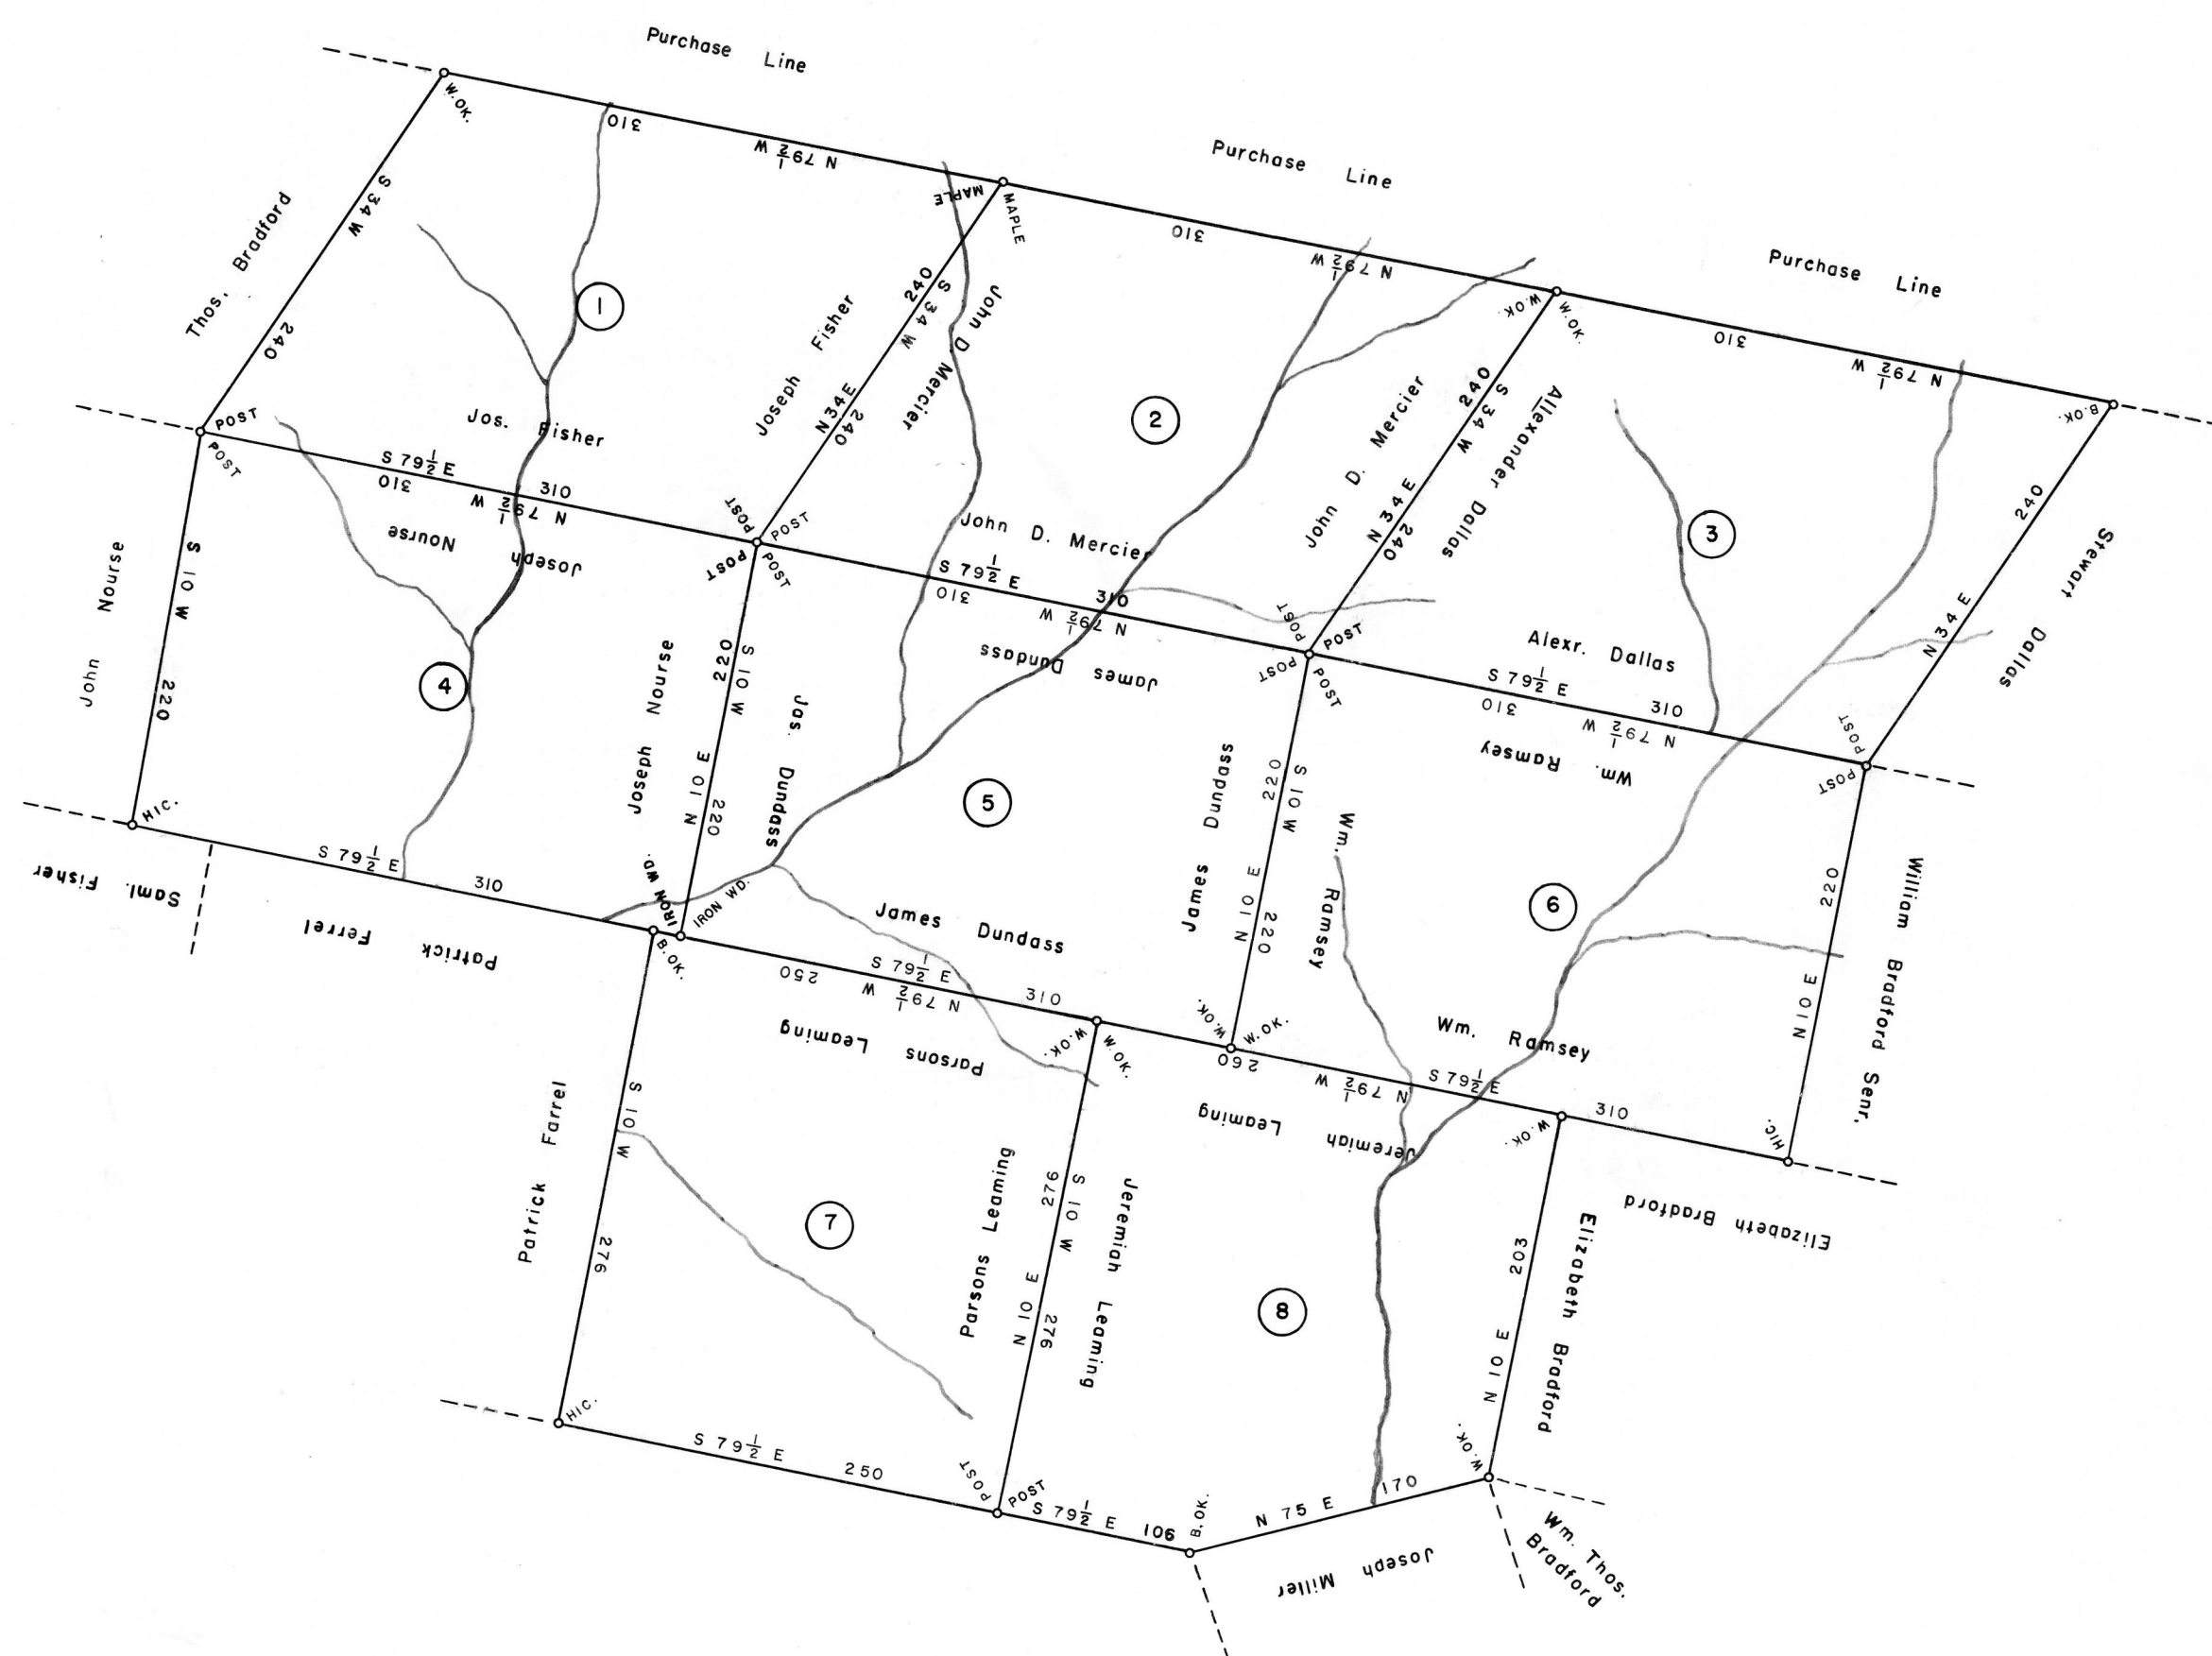 Purchase Line
Purchase Line
Purchase Line
W.OK.
310
N 79½ W
MAPLE
MAPLE
310
N 79½ W
W.OK.
W.OK.
310
N 79½ W
B.OK.
Thos. Bradford
S 34 W
240
1
Joseph Fisher
240
S 34 W
N 34 E
240
John D Mercier
2
John D. Mercier
240
S 34 W
N 34 E
240
Allexander Dallas
3
240
N 34 E
Stewart Dallas
POST
POST
Jos. Fisher
S 79½ E
310
310
N 79½ W
Joseph Nourse
POST
POST
POST
POST
John D. Mercier
S 79½ E
310
310
N 79½ W
James Dundass
POST
POST
POST
POST
Alexr. Dallas
S 79½ E
310
310
N 79½ W
Wm. Ramsey
POST
POST
John Nourse
S 10 W
220
4
Joseph Nourse
220
S 10 W
N 10 E
220
Jas. Dundass
5
James Dundass
220
S 10 W
N 10 E
220
Wm. Ramsey
6
220
N 10 E
William Bradford Senr.
HIC.
S 79½ E
310
Saml. Fisher
Patrick Ferrel
IRON WD.
IRON WD.
B.OK.
James Dundass
S 79½ E
310
250
N 79½ W
Parsons Leaming
W.OK.
W.OK.
W.OK.
W.OK.
Wm. Ramsey
S 79½ E
310
260
N 79½ W
Jeremiah Leaming
W.OK.
HIC.
Elizabeth Bradford
Patrick Farrel
S 10 W
276
7
Parsons Leaming
276
S 10 W
N 10 E
276
Jeremiah Leaming
8
203
N 10 E
Elizabeth Bradford
HIC.
S 79½ E
250
POST
POST
S 79½ E
106
B.OK.
N 75 E
170
W.OK.
Joseph Miller
Wm. Thos.
Bradford